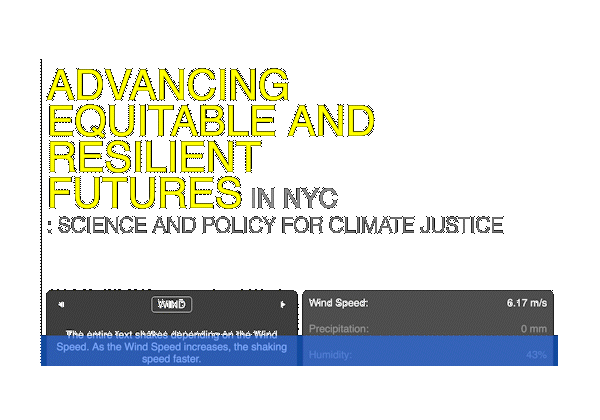 ADVANCING
EQUITABLE AND
RESILIENT
FUTURES IN NYC
: SCIENCE AND POLICY FOR CLIMATE JUSTICE
WIND
The entire text shakes depending on the Wind
Speed. As the Wind Speed increases, the shaking
speed faster.
Wind Speed: 6.17 m/s
Precipitation: 0 mm
Humidity: 43%